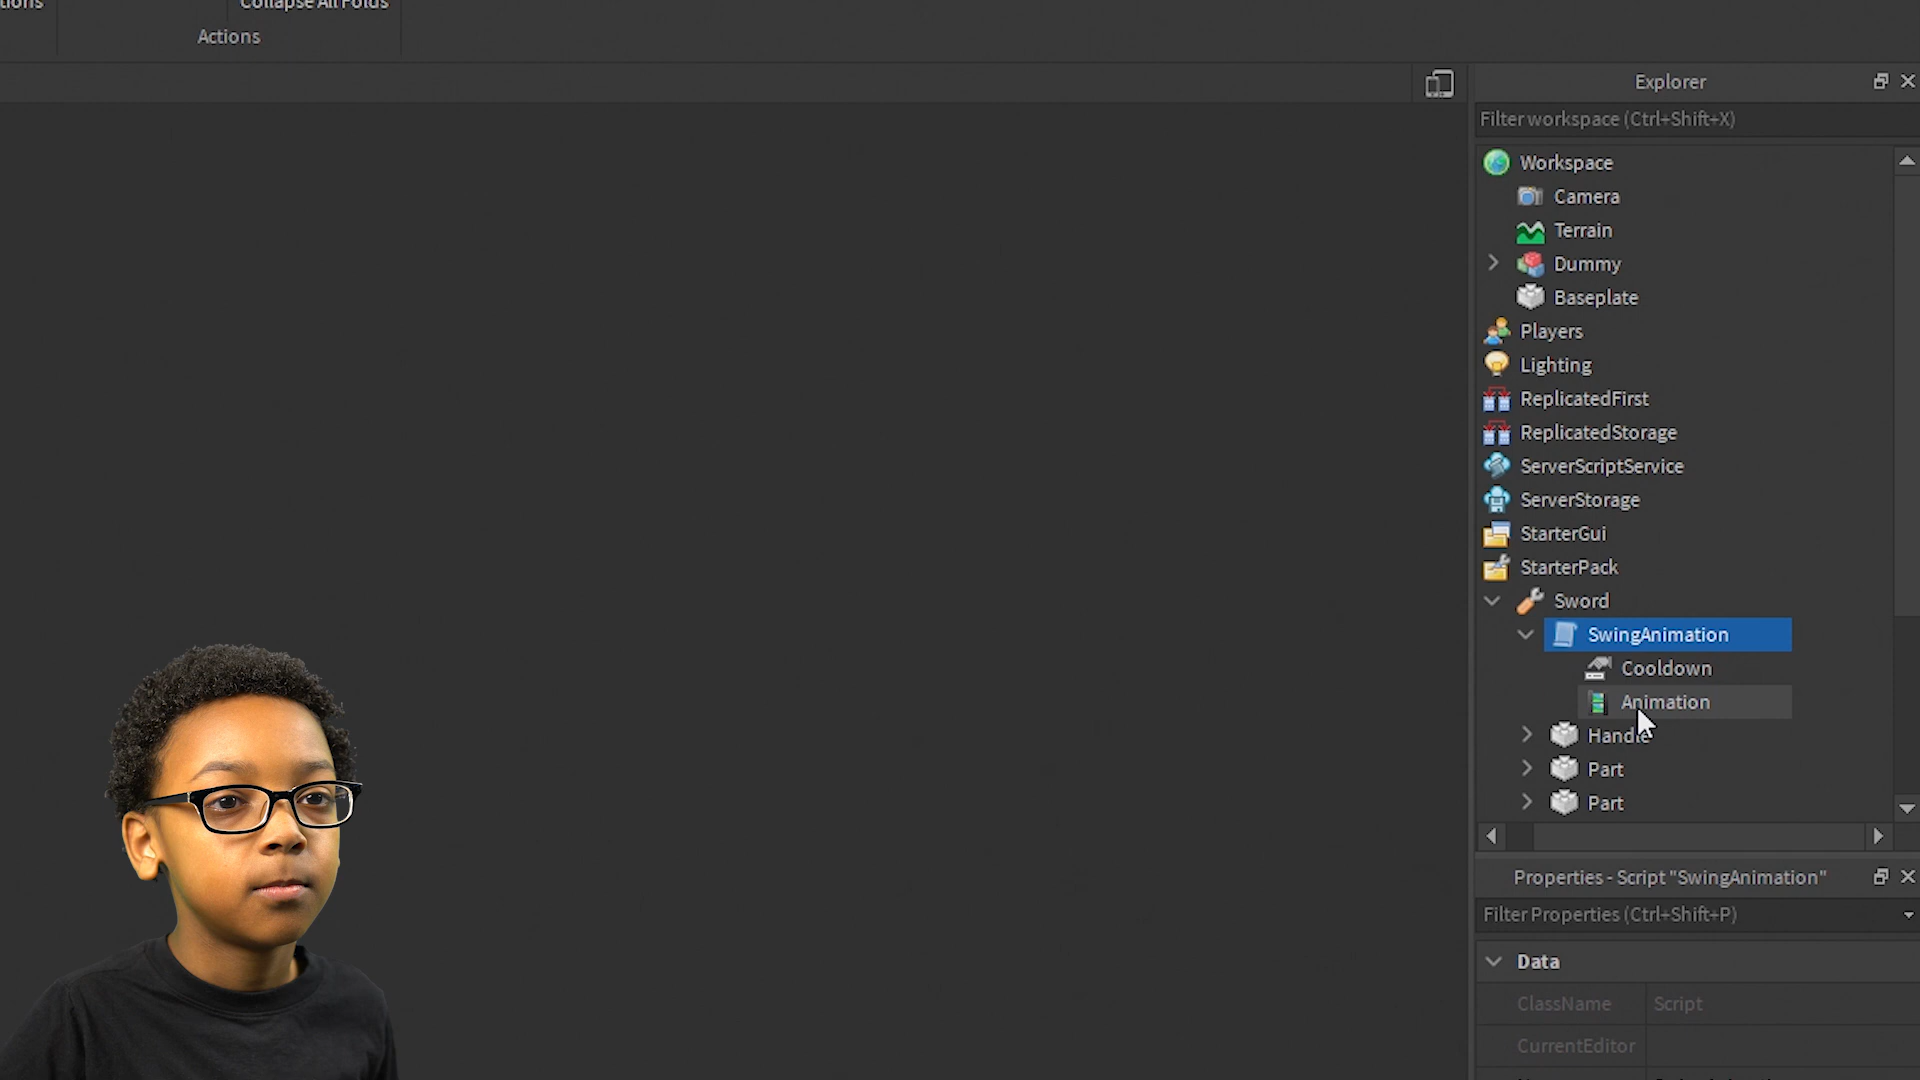 Collapse All Folds
Actions
Explorer
Filter workspace (Ctrl+Shift+X)
Workspace
Camera
Terrain
Dummy
Baseplate
Players
Lighting
ReplicatedFirst
ReplicatedStorage
ServerScriptService
ServerStorage
StarterGui
StarterPack
Sword
SwingAnimation
Cooldown
Animation
Handle
Part
Part
Properties - Script "SwingAnimation"
Filter Properties (Ctrl+Shift+P)
Data
ClassName Script
CurrentEditor